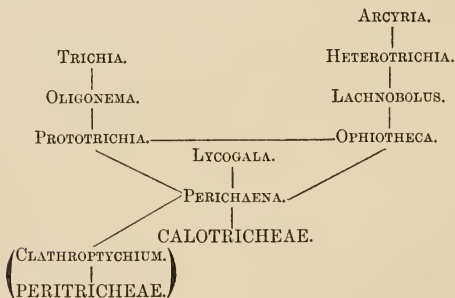 ARCYRIA.
TRICHIA. HETEROTRICHIA.
OLIGONEMA. LACHNOBOLUS.
PROTOTRICHIA. OPHIOTHECA.
LYCOGALA.
PERICHAENA.
CALOTRICHEAE.
(CLATHROPTYCHIUM.
PERITRICHEAE.)